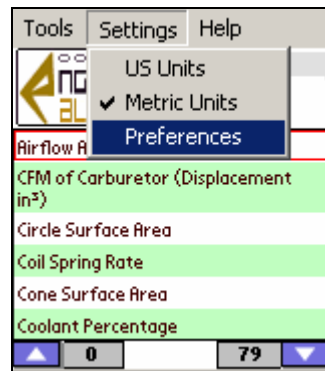 Tools Settings Help
US Units
✔ Metric Units
Preferences
Airflow
CFM of Carburetor (Displacement
in³)
Circle Surface Area
Coil Spring Rate
Cone Surface Area
Coolant Percentage
0 79